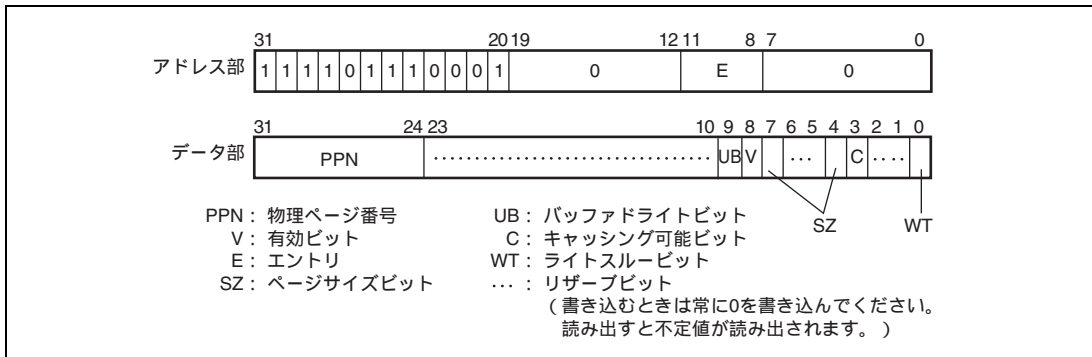 31 20 19 12 11 8 7 0
アドレス部 1 1 1 1 0 1 1 1 0 0 0 1 0 E 0
31 24 23 10 9 8 7 6 5 4 3 2 1 0
データ部 PPN ·································· UB V ··· C ···· 
SZ WT
PPN : 物理ページ番号 UB : バッファドライトビット
V : 有効ビット C : キャッシング可能ビット
E : エントリ WT : ライトスルービット
SZ : ページサイズビット ··· : リザーブビット
( 書き込むときは常に0を書き込んでください。
読み出すと不定値が読み出されます。 )